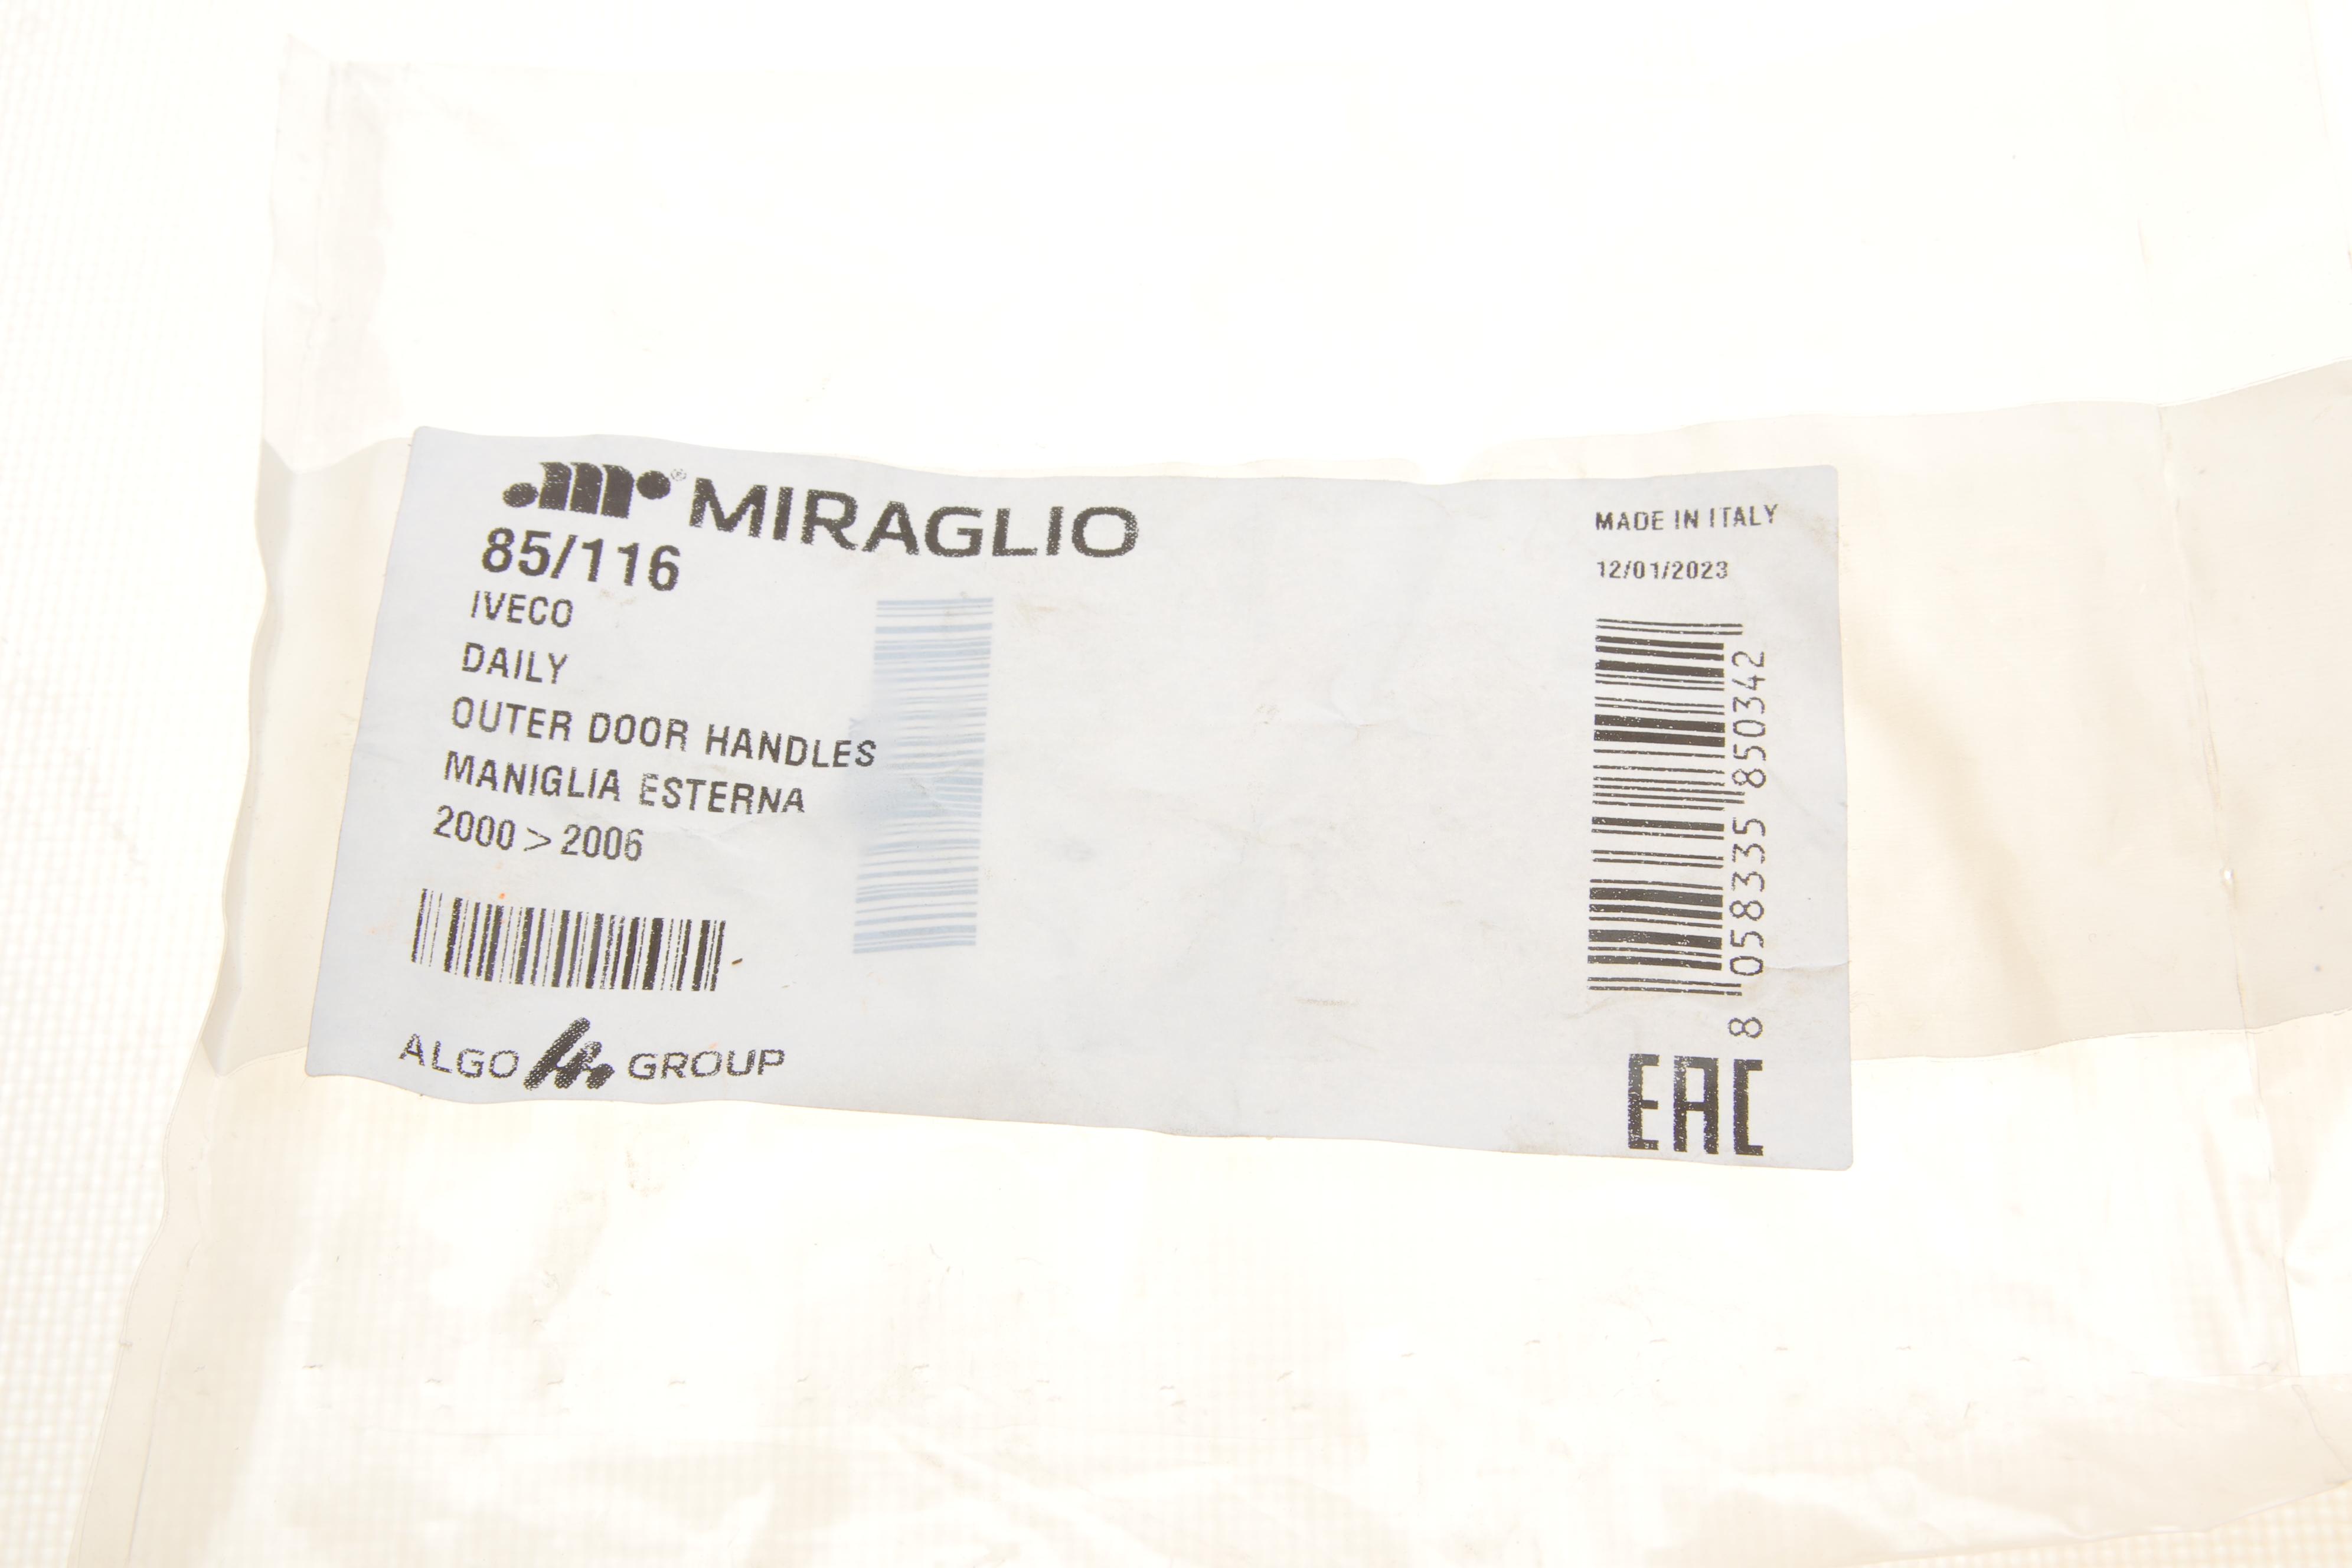 MIRAGLIO
85/116
IVECO
DAILY
OUTER DOOR HANDLES
MANIGLIA ESTERNA
2000 > 2006
ALGO GROUP
MADE IN ITALY
12/01/2023
8 058335 850342
EAC